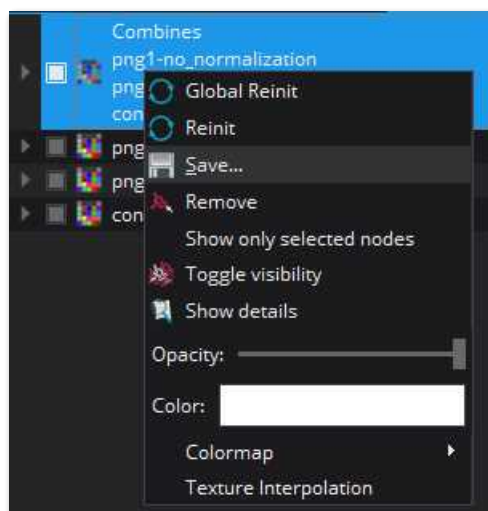 Combines
png1-no_normalization
png
con
Global Reinit
Reinit
png
Save...
png
Remove
con
Show only selected nodes
Toggle visibility
Show details
Opacity:
Color:
Colormap
Texture Interpolation